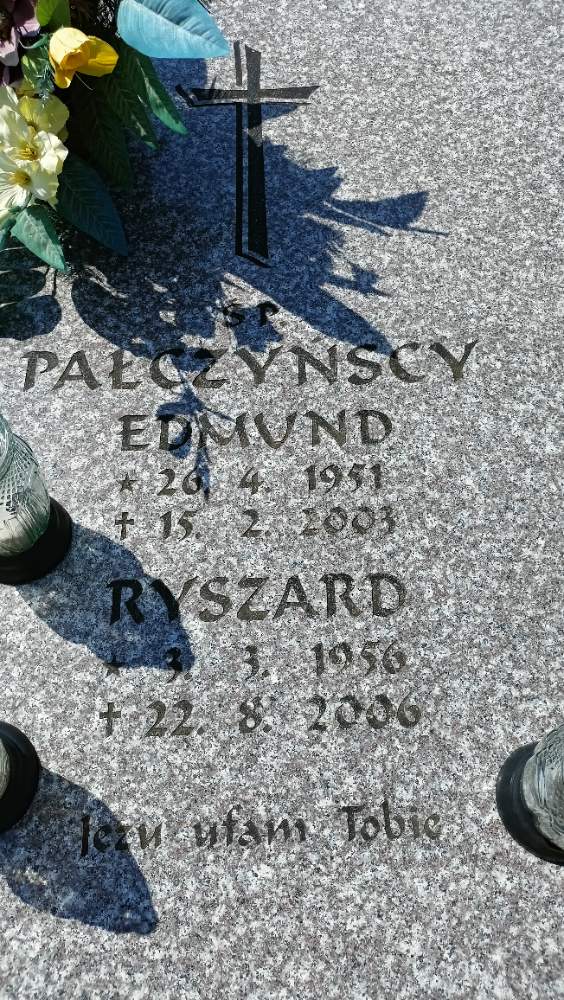 ŚP.
PAŁCZYŃSCY
EDMUND
★ 26. 4. 1951
✝ 15. 2. 2003
RYSZARD
★ 3. 3. 1956
✝ 22. 8. 2006
Jezu ufam Tobie